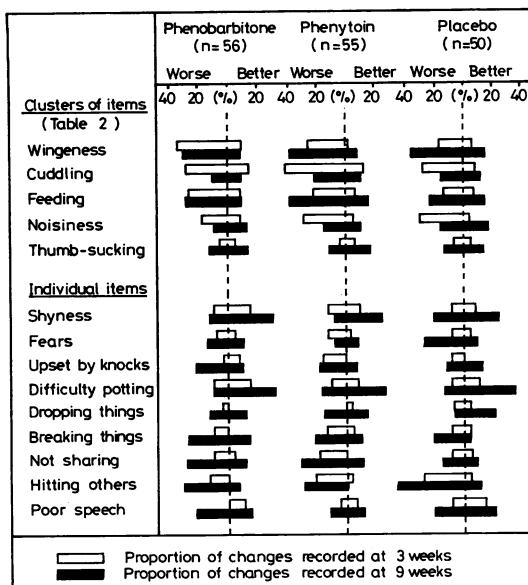 Phenobarbitone Phenytoin Placebo
(n=56) (n=55) (n=50)
Worse Better Worse Better Worse Better
40 20 (%) 20 40 20 (%) 20 40 20 (%) 20 40
Clusters of items
(Table 2)
Wingeness
Cuddling
Feeding
Noisiness
Thumb-sucking
Individual items
Shyness
Fears
Upset by knocks
Difficulty potting
Dropping things
Breaking things
Not sharing
Hitting others
Poor speech
Proportion of changes recorded at 3 weeks
Proportion of changes recorded at 9 weeks